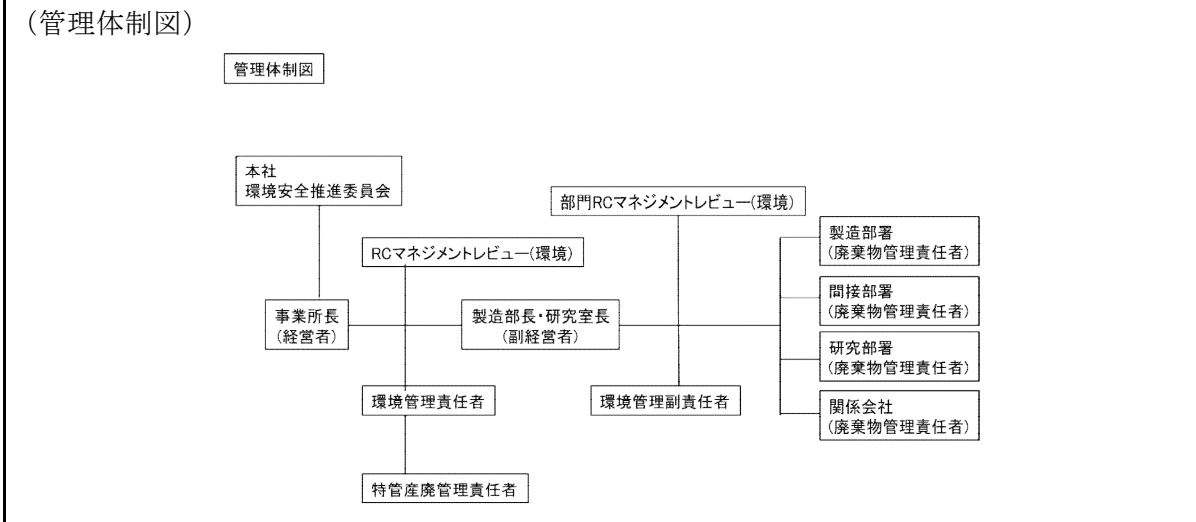 (管理体制図)
管理体制図
本社
環境安全推進委員会
部門RCマネジメントレビュー(環境)
RCマネジメントレビュー(環境)
製造部署
(廃棄物管理責任者)
間接部署
(廃棄物管理責任者)
事業所長
(経営者)
製造部長・研究室長
(副経営者)
研究部署
(廃棄物管理責任者)
環境管理責任者
環境管理副責任者
関係会社
(廃棄物管理責任者)
特管産廃管理責任者